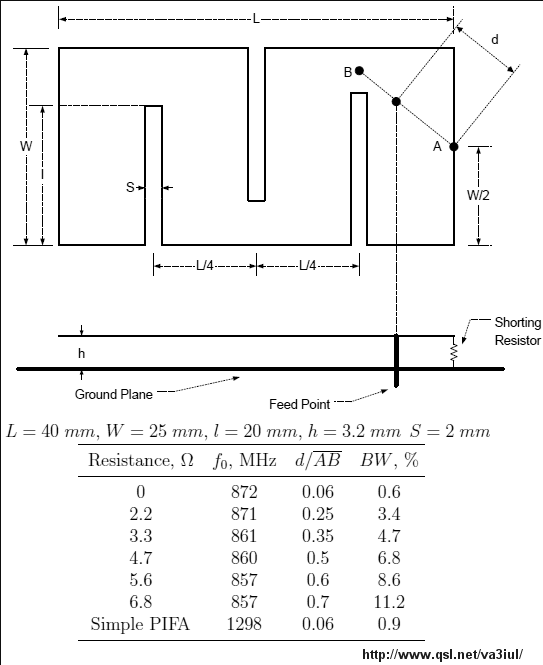 L
d
B
A
W
l
S
W/2
L/4 L/4
h
Shorting
Resistor
Ground Plane
Feed Point
L = 40 mm, W = 25 mm, l = 20 mm, h = 3.2 mm S = 2 mm
Resistance, Ω f₀, MHz d/A̅B̅ BW, %
0 872 0.06 0.6
2.2 871 0.25 3.4
3.3 861 0.35 4.7
4.7 860 0.5 6.8
5.6 857 0.6 8.6
6.8 857 0.7 11.2
Simple PIFA 1298 0.06 0.9
http://www.qsl.net/va3iul/